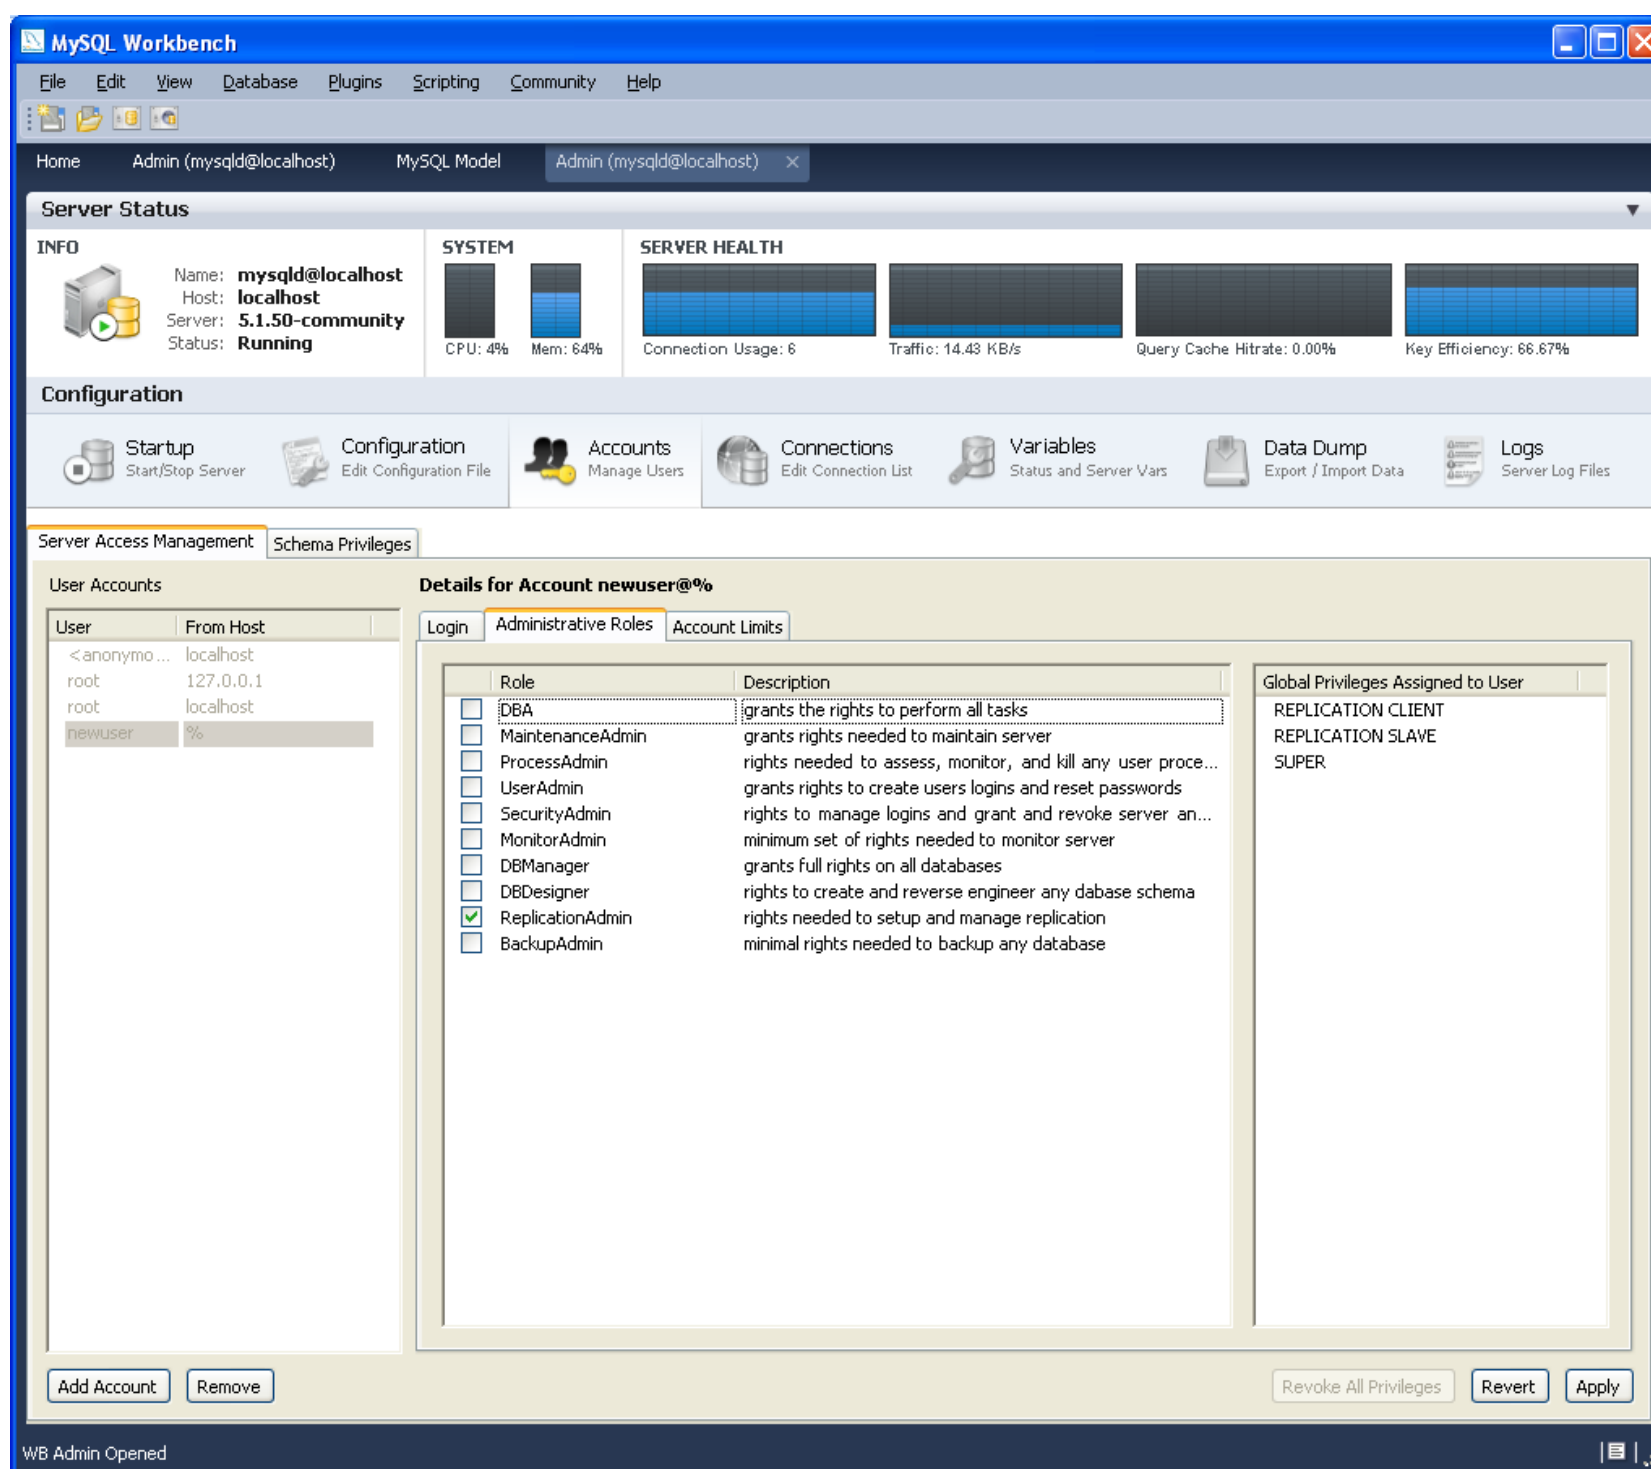 MySQL Workbench
File Edit View Database Plugins Scripting Community Help
Home Admin (mysqld@localhost) MySQL Model Admin (mysqld@localhost)
Server Status
INFO
Name: mysqld@localhost
Host: localhost
Server: 5.1.50-community
Status: Running
SYSTEM
CPU: 4% Mem: 64%
SERVER HEALTH
Connection Usage: 6 Traffic: 14.43 KB/s Query Cache Hitrate: 0.00% Key Efficiency: 66.67%
Configuration
Startup
Start/Stop Server
Configuration
Edit Configuration File
Accounts
Manage Users
Connections
Edit Connection List
Variables
Status and Server Vars
Data Dump
Export / Import Data
Logs
Server Log Files
Server Access Management Schema Privileges
User Accounts
User From Host
<anonymo... localhost
root 127.0.0.1
root localhost
newuser %
Details for Account newuser@%
Login Administrative Roles Account Limits
Role Description
DBA grants the rights to perform all tasks
MaintenanceAdmin grants rights needed to maintain server
ProcessAdmin rights needed to assess, monitor, and kill any user proce...
UserAdmin grants rights to create users logins and reset passwords
SecurityAdmin rights to manage logins and grant and revoke server an...
MonitorAdmin minimum set of rights needed to monitor server
DBManager grants full rights on all databases
DBDesigner rights to create and reverse engineer any dabase schema
ReplicationAdmin rights needed to setup and manage replication
BackupAdmin minimal rights needed to backup any database
Global Privileges Assigned to User
REPLICATION CLIENT
REPLICATION SLAVE
SUPER
Add Account Remove Revoke All Privileges Revert Apply
WB Admin Opened